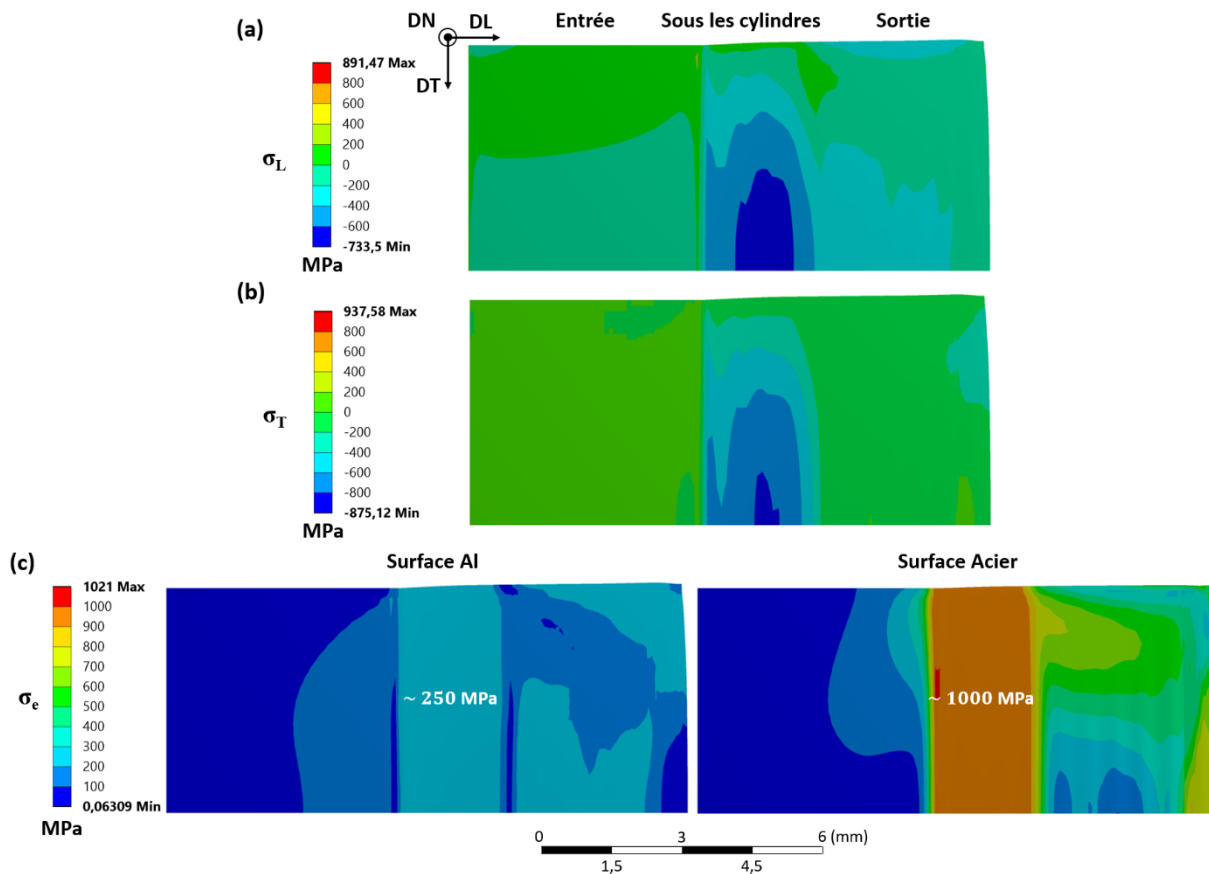 (a)
DN
DL
DT
Entrée
Sous les cylindres
Sortie
891,47 Max
800
600
400
200
0
-200
-400
-600
-733,5 Min
σL
MPa
(b)
937,58 Max
800
600
400
200
0
-200
-400
-600
-800
-875,12 Min
σT
MPa
(c)
Surface Al
Surface Acier
1021 Max
1000
900
800
700
600
500
400
300
200
100
0,06309 Min
σe
MPa
~ 250 MPa
~ 1000 MPa
0
3
6 (mm)
1,5
4,5